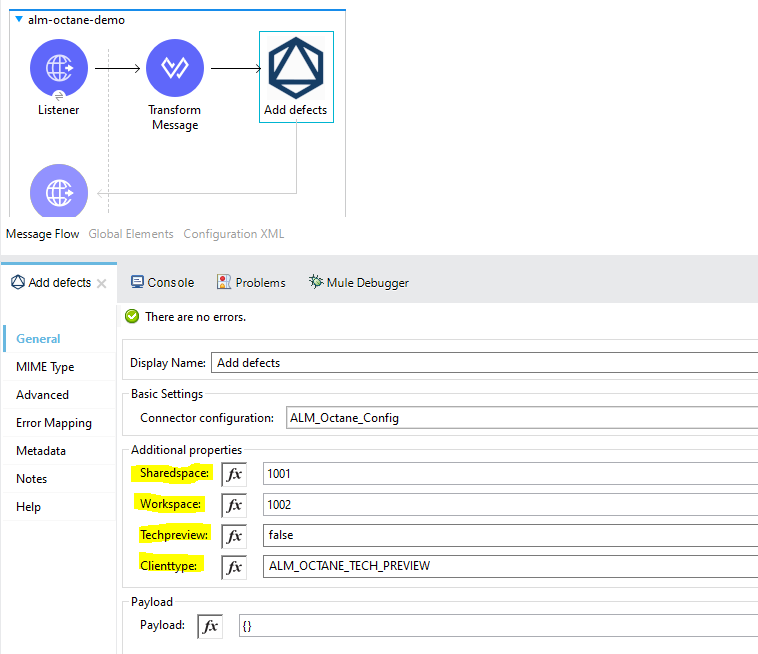 alm-octane-demo
Listener
Transform
Message
Add defects
Message Flow Global Elements Configuration XML
Add defects Console Problems Mule Debugger
There are no errors.
General
MIME Type
Advanced
Error Mapping
Metadata
Notes
Help
Display Name: Add defects
Basic Settings
Connector configuration: ALM_Octane_Config
Additional properties
Sharedspace: fx 1001
Workspace: fx 1002
Techpreview: fx false
Clienttype: fx ALM_OCTANE_TECH_PREVIEW
Payload
Payload: fx {}